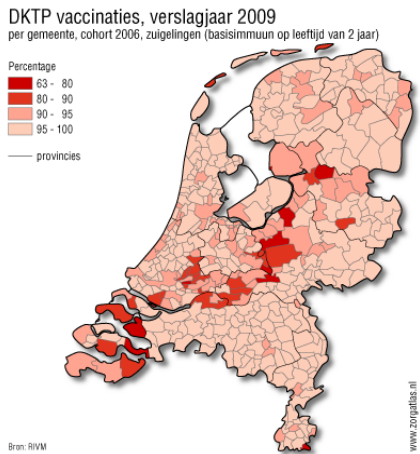 DKTP vaccinaties, verslagjaar 2009
per gemeente, cohort 2006, zuigelingen (basisimmuun op leeftijd van 2 jaar)
Percentage
63 - 80
80 - 90
90 - 95
95 - 100
provincies
Bron: RIVM
www.zorgatlas.nl